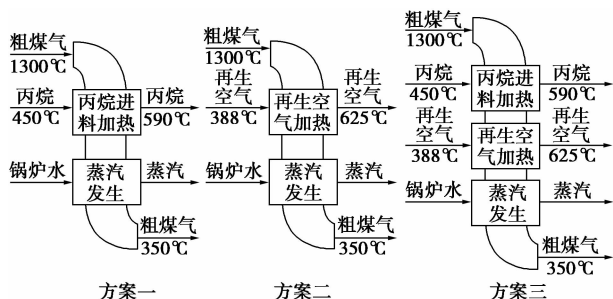 粗煤气
1300℃
丙烷
450℃
丙烷进
料加热
丙烷
590℃
锅炉水
蒸汽
发生
蒸汽
粗煤气
350℃
方案一
粗煤气
1300℃
再生
空气
388℃
再生空
气加热
再生
空气
625℃
锅炉水
蒸汽
发生
蒸汽
粗煤气
350℃
方案二
粗煤气
1300℃
丙烷
450℃
丙烷进
料加热
丙烷
590℃
再生
空气
388℃
再生空
气加热
再生
空气
625℃
锅炉水
蒸汽
发生
蒸汽
粗煤气
350℃
方案三